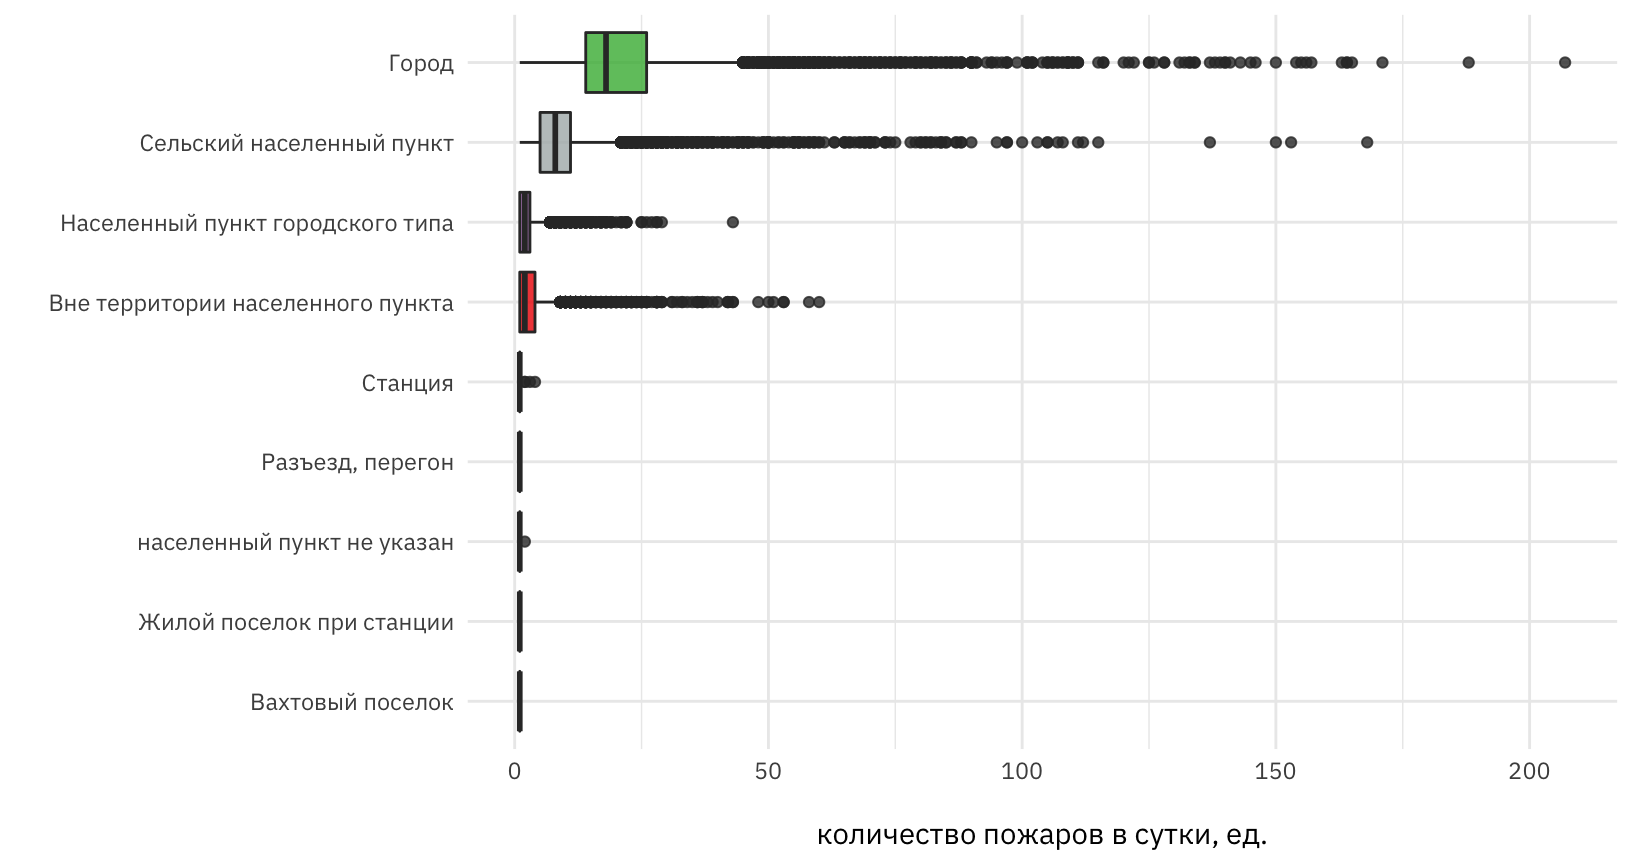 Город
Сельский населенный пункт
Населенный пункт городского типа
Вне территории населенного пункта
Станция
Разъезд, перегон
населенный пункт не указан
Жилой поселок при станции
Вахтовый поселок
0 50 100 150 200
количество пожаров в сутки, ед.